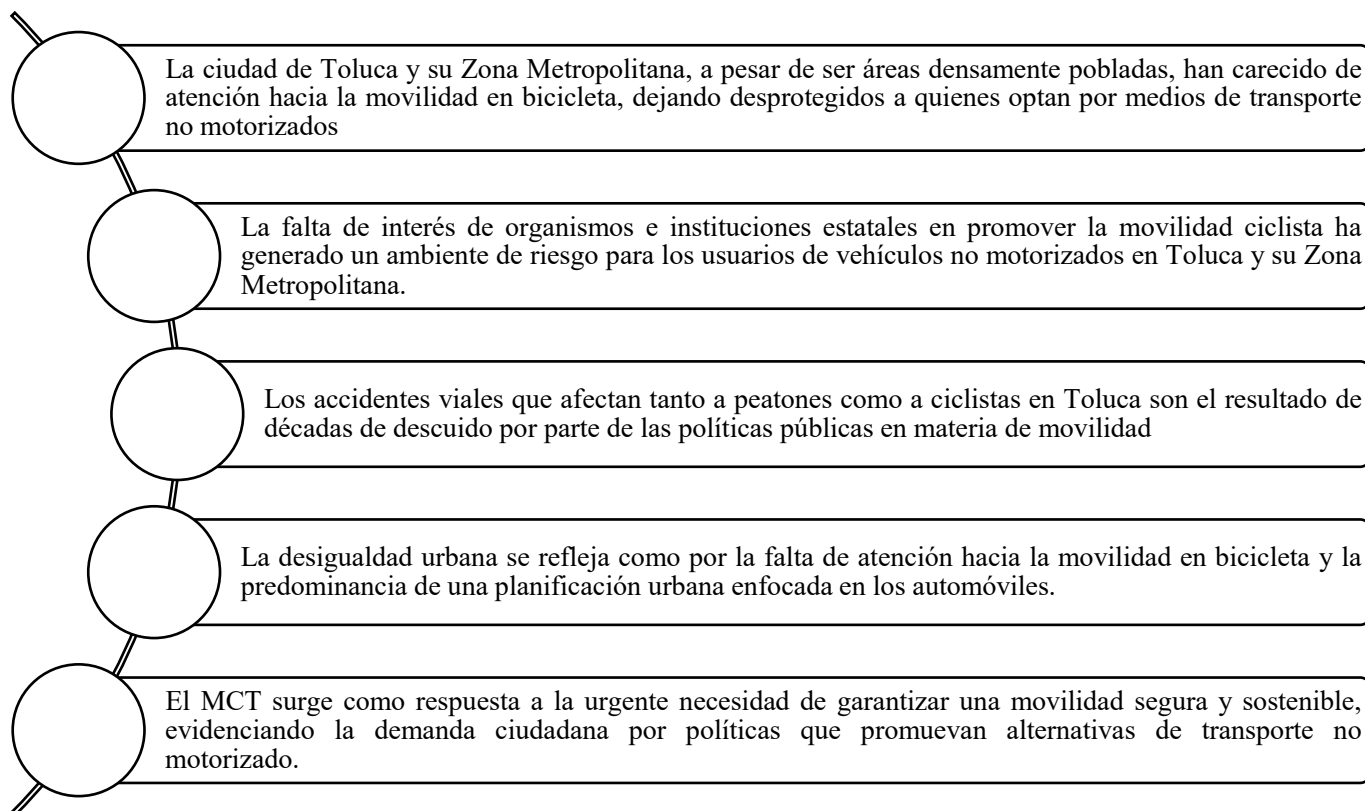 La ciudad de Toluca y su Zona Metropolitana, a pesar de ser áreas densamente pobladas, han carecido de
atención hacia la movilidad en bicicleta, dejando desprotegidos a quienes optan por medios de transporte
no motorizados
La falta de interés de organismos e instituciones estatales en promover la movilidad ciclista ha
generado un ambiente de riesgo para los usuarios de vehículos no motorizados en Toluca y su Zona
Metropolitana.
Los accidentes viales que afectan tanto a peatones como a ciclistas en Toluca son el resultado de
décadas de descuido por parte de las políticas públicas en materia de movilidad
La desigualdad urbana se refleja como por la falta de atención hacia la movilidad en bicicleta y la
predominancia de una planificación urbana enfocada en los automóviles.
El MCT surge como respuesta a la urgente necesidad de garantizar una movilidad segura y sostenible,
evidenciando la demanda ciudadana por políticas que promuevan alternativas de transporte no
motorizado.